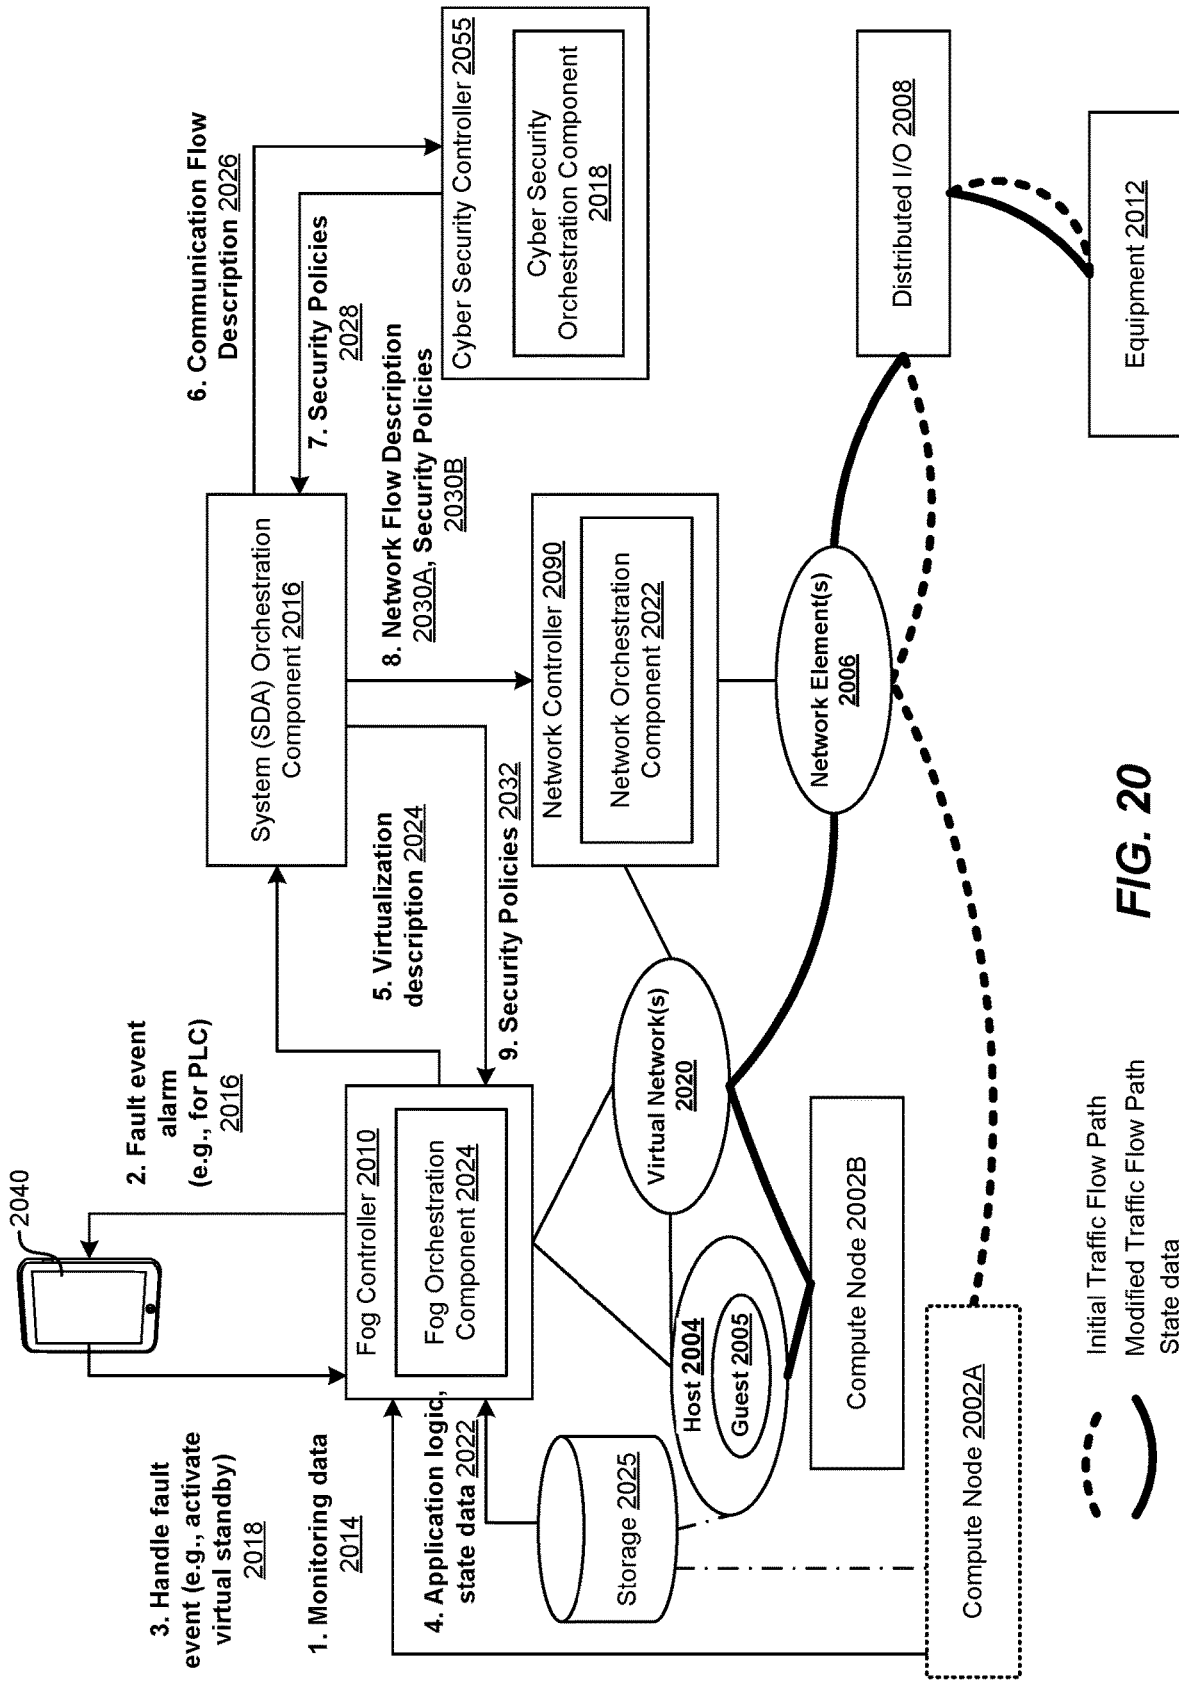 2040
3. Handle fault
event (e.g., activate
virtual standby)
2018
2. Fault event
alarm
(e.g., for PLC)
2016
1. Monitoring data
2014
Fog Controller 2010
Fog Orchestration
Component 2024
4. Application logic,
state data 2022
5. Virtualization
description 2024
System (SDA) Orchestration
Component 2016
6. Communication Flow
Description 2026
7. Security Policies
2028
Cyber Security Controller 2055
Cyber Security
Orchestration Component
2018
8. Network Flow Description
2030A, Security Policies
2030B
9. Security Policies 2032
Network Controller 2090
Network Orchestration
Component 2022
Storage 2025
Host 2004
Guest 2005
Virtual Network(s)
2020
Network Element(s)
2006
Distributed I/O 2008
Compute Node 2002B
Compute Node 2002A
Equipment 2012
Initial Traffic Flow Path
Modified Traffic Flow Path
State data
FIG. 20